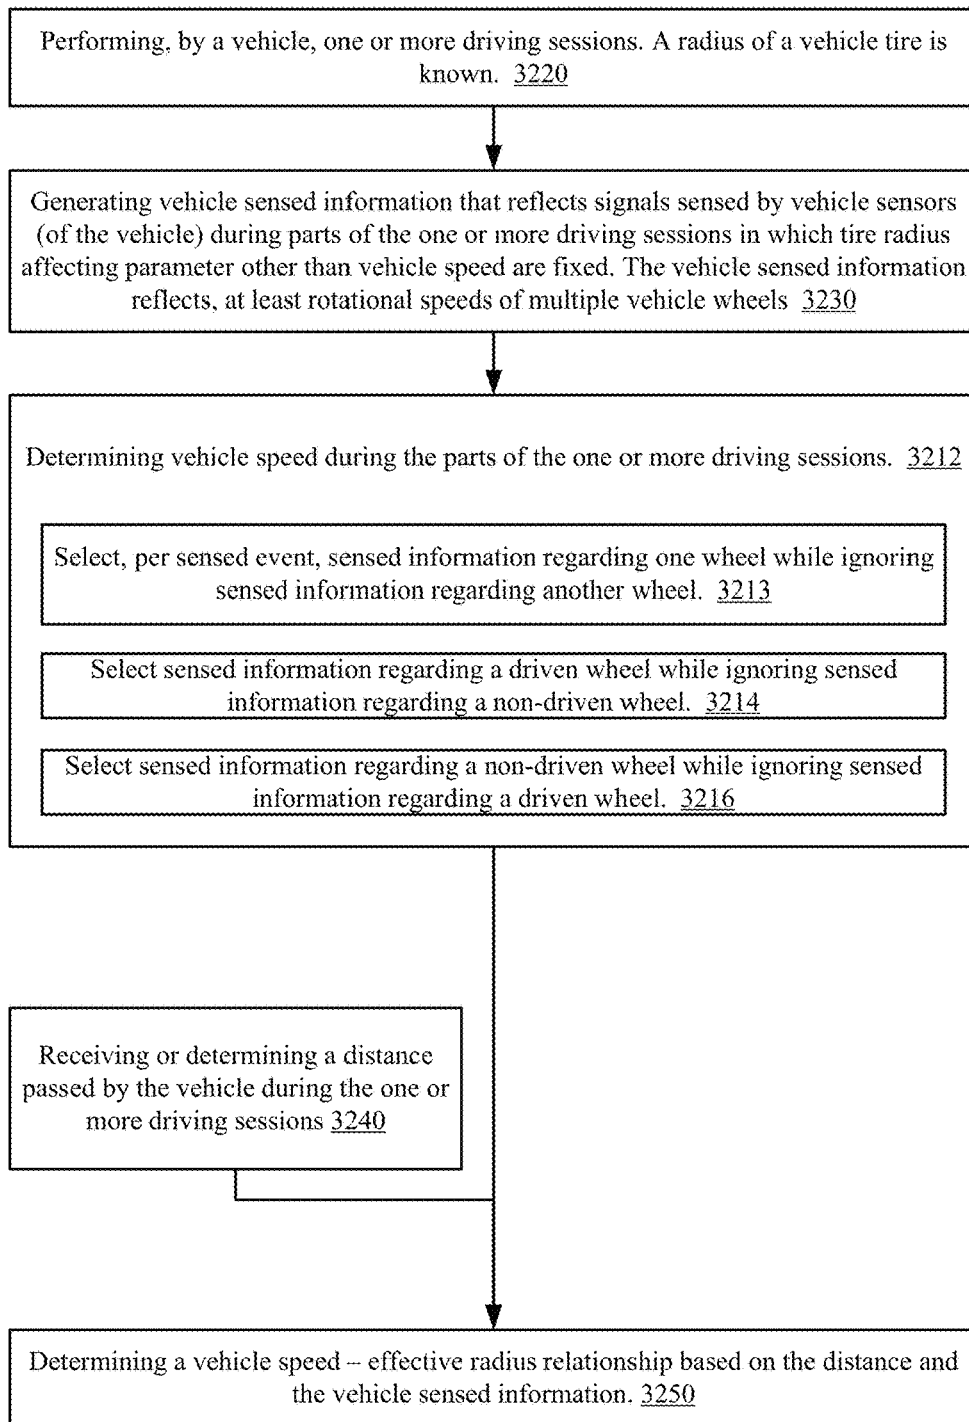 Performing, by a vehicle, one or more driving sessions. A radius of a vehicle tire is
known. 3220
Generating vehicle sensed information that reflects signals sensed by vehicle sensors
(of the vehicle) during parts of the one or more driving sessions in which tire radius
affecting parameter other than vehicle speed are fixed. The vehicle sensed information
reflects, at least rotational speeds of multiple vehicle wheels 3230
Determining vehicle speed during the parts of the one or more driving sessions. 3212
Select, per sensed event, sensed information regarding one wheel while ignoring
sensed information regarding another wheel. 3213
Select sensed information regarding a driven wheel while ignoring sensed
information regarding a non-driven wheel. 3214
Select sensed information regarding a non-driven wheel while ignoring sensed
information regarding a driven wheel. 3216
Receiving or determining a distance
passed by the vehicle during the one or
more driving sessions 3240
Determining a vehicle speed – effective radius relationship based on the distance and
the vehicle sensed information. 3250